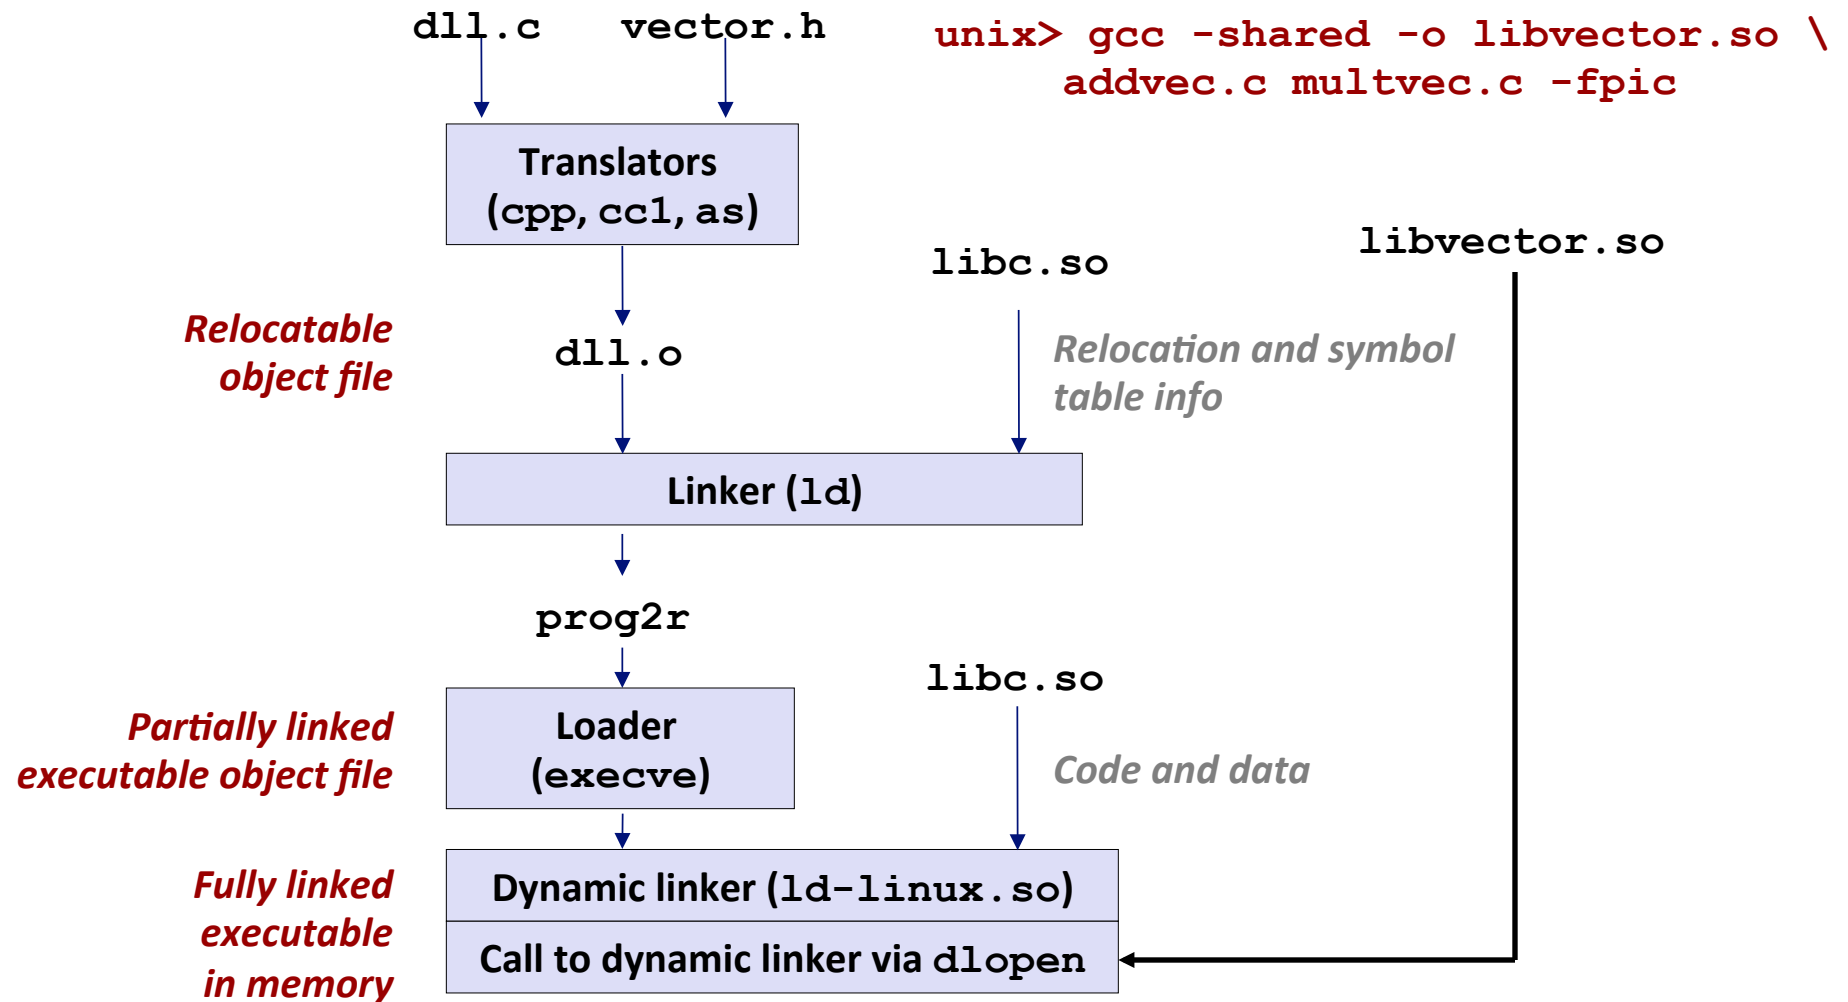 dll.c vector.h
unix> gcc -shared -o libvector.so \
addvec.c multvec.c -fpic
Translators
(cpp, cc1, as)
libc.so
libvector.so
Relocatable
object file
dll.o
Relocation and symbol
table info
Linker (ld)
prog2r
libc.so
Partially linked
executable object file
Loader
(execve)
Code and data
Fully linked
executable
in memory
Dynamic linker (ld-linux.so)
Call to dynamic linker via dlopen